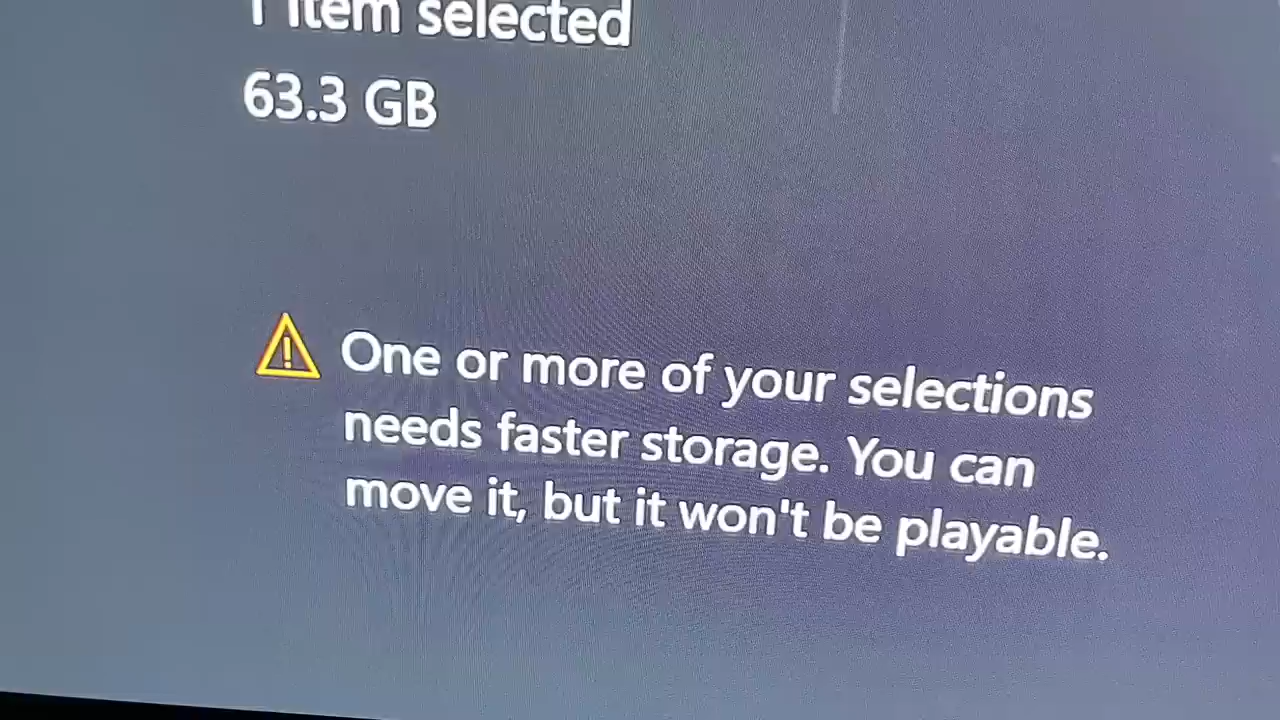 1 item selected
63.3 GB
One or more of your selections
needs faster storage. You can
move it, but it won't be playable.